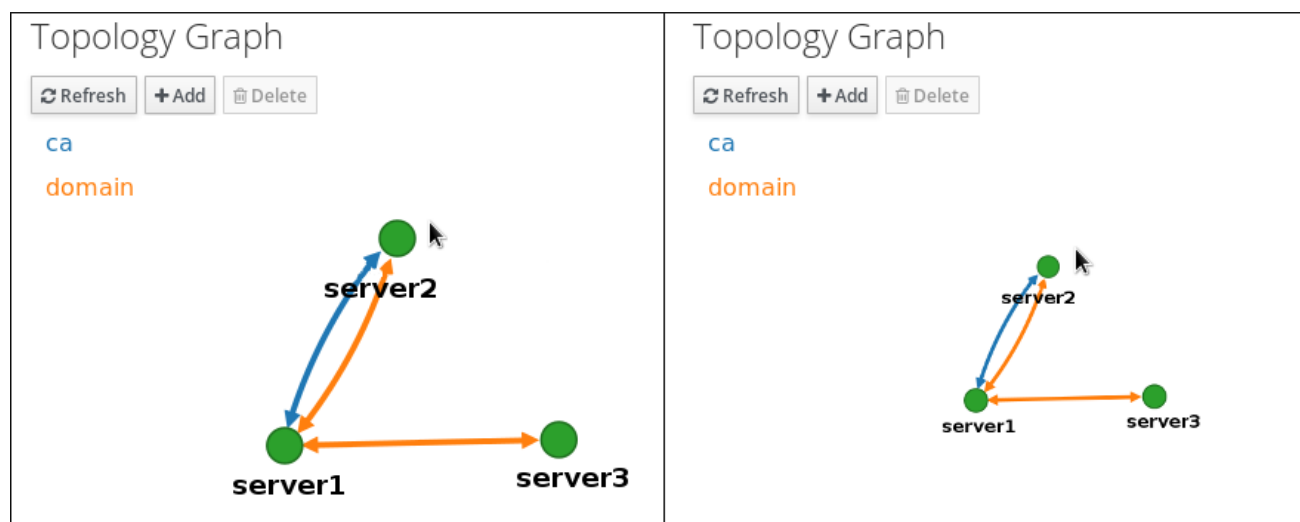 Topology Graph
Refresh Add Delete
ca
domain
server2
server1
server3
Topology Graph
Refresh Add Delete
ca
domain
server2
server1
server3